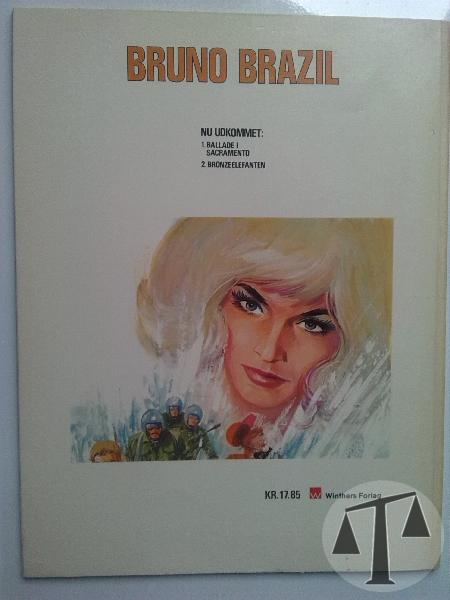 BRUNO BRAZIL
NU UDKOMMET:
1. BALLADE I
SACRAMENTO
2. BRONZEELEFANTEN
KR. 17.85 W Winthers Forlag